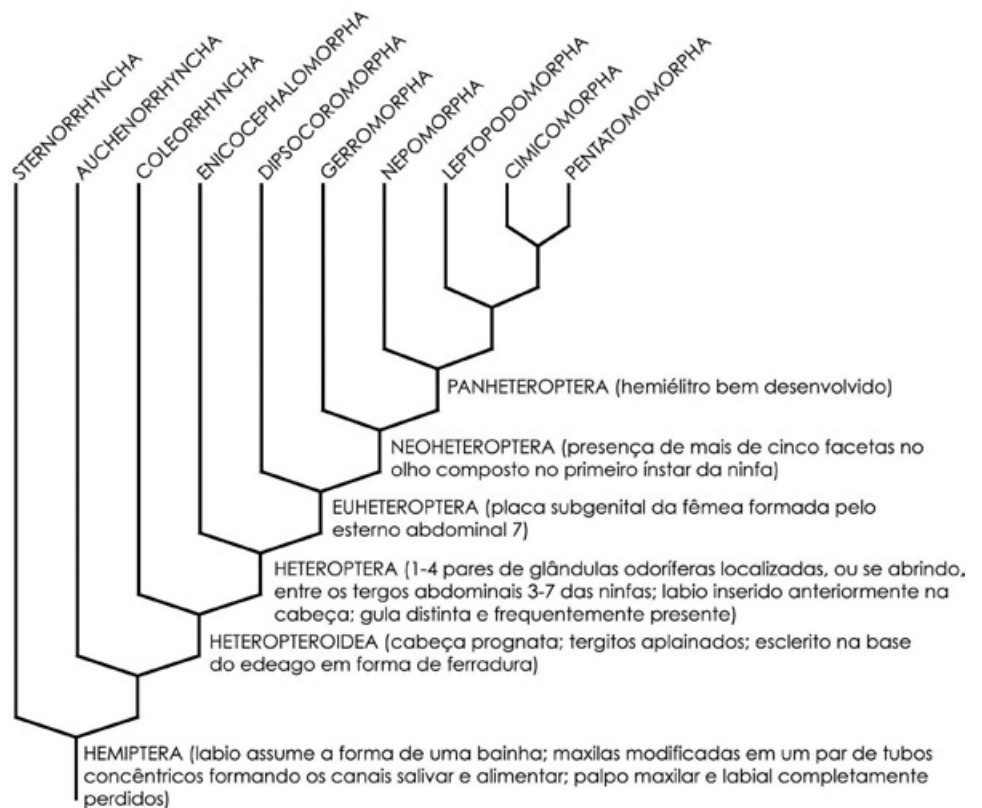 STERNORRHYNCHA
AUCHENORRHYNCHA
COLEORRHYNCHA
ENICOCEPHALOMORPHA
DIPSOCOROMORPHA
GERROMORPHA
NEPOMORPHA
LEPTOPODOMORPHA
CIMICOMORPHA
PENTATOMOMORPHA
PANHETEROPTERA (hemiélitro bem desenvolvido)
NEOHETEROPTERA (presença de mais de cinco facetas no
olho composto no primeiro ínstar da ninfa)
EUHETEROPTERA (placa subgenital da fêmea formada pelo
esterno abdominal 7)
HETEROPTERA (1-4 pares de glândulas odoríferas localizadas, ou se abrindo,
entre os tergos abdominais 3-7 das ninfas; labio inserido anteriormente na
cabeça; gula distinta e frequentemente presente)
HETEROPTEROIDEA (cabeça prognata; tergitos aplainados; esclerito na base
do edeago em forma de ferradura)
HEMIPTERA (labio assume a forma de uma bainha; maxilas modificadas em um par de tubos
concêntricos formando os canais salivar e alimentar; palpo maxilar e labial completamente
perdidos)